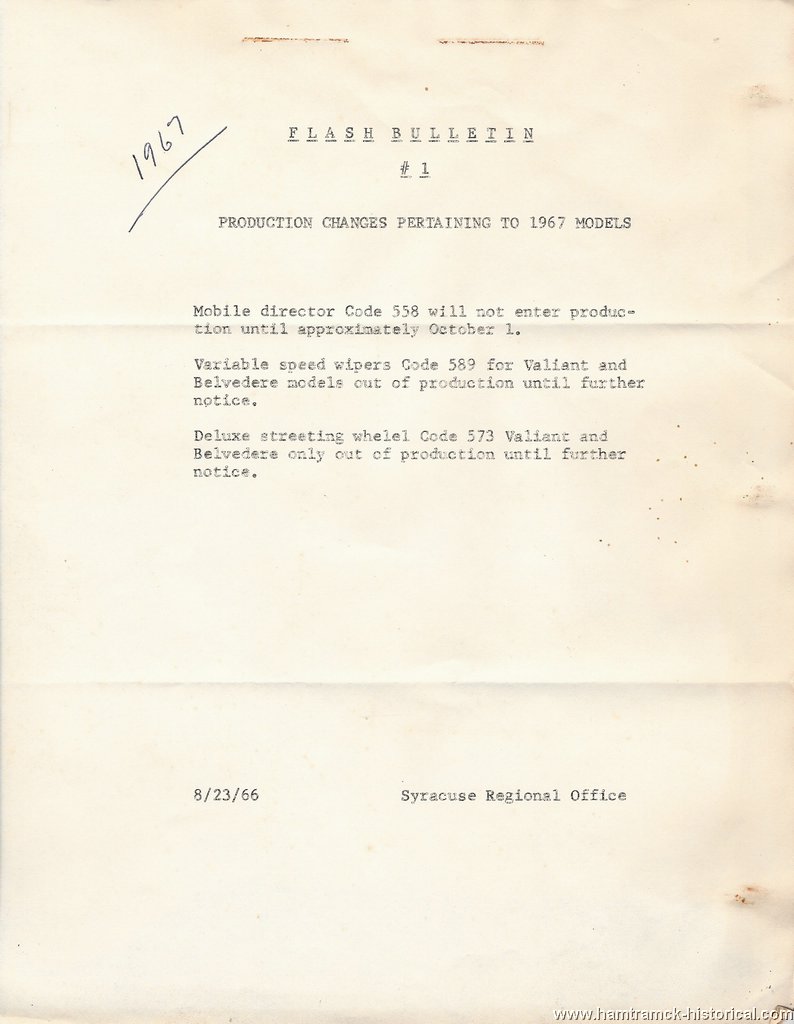 1967
FLASH BULLETIN
# 1
PRODUCTION CHANGES PERTAINING TO 1967 MODELS
Mobile director Code 558 will not enter produc-
tion until approximately October 1.
Variable speed wipers Code 589 for Valiant and
Belvedere models out of production until further
notice.
Deluxe streeting whelel Code 573 Valiant and
Belvedere only out of production until further
notice.
8/23/66 Syracuse Regional Office
www.hamtramck-historical.com